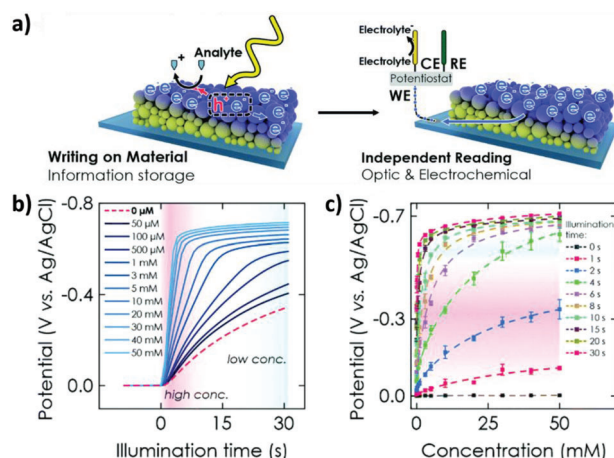 a)
+
Analyte
h
Electrolyte-
Electrolyte
CE RE
Potentiostat
WE
Writing on Material
Information storage
Independent Reading
Optic & Electrochemical
b)
Potential (V vs. Ag/AgCl)
-0.8
-0.4
0.0
0 μM
50 μM
100 μM
500 μM
1 mM
3 mM
5 mM
10 mM
20 mM
30 mM
40 mM
50 mM
low conc.
high conc.
0 15 30
Illumination time (s)
c)
Potential (V vs. Ag/AgCl)
-0.7
-0.3
0.0
Illumination
time:
0 s
1 s
2 s
4 s
6 s
8 s
10 s
15 s
20 s
30 s
0 25 50
Concentration (mM)